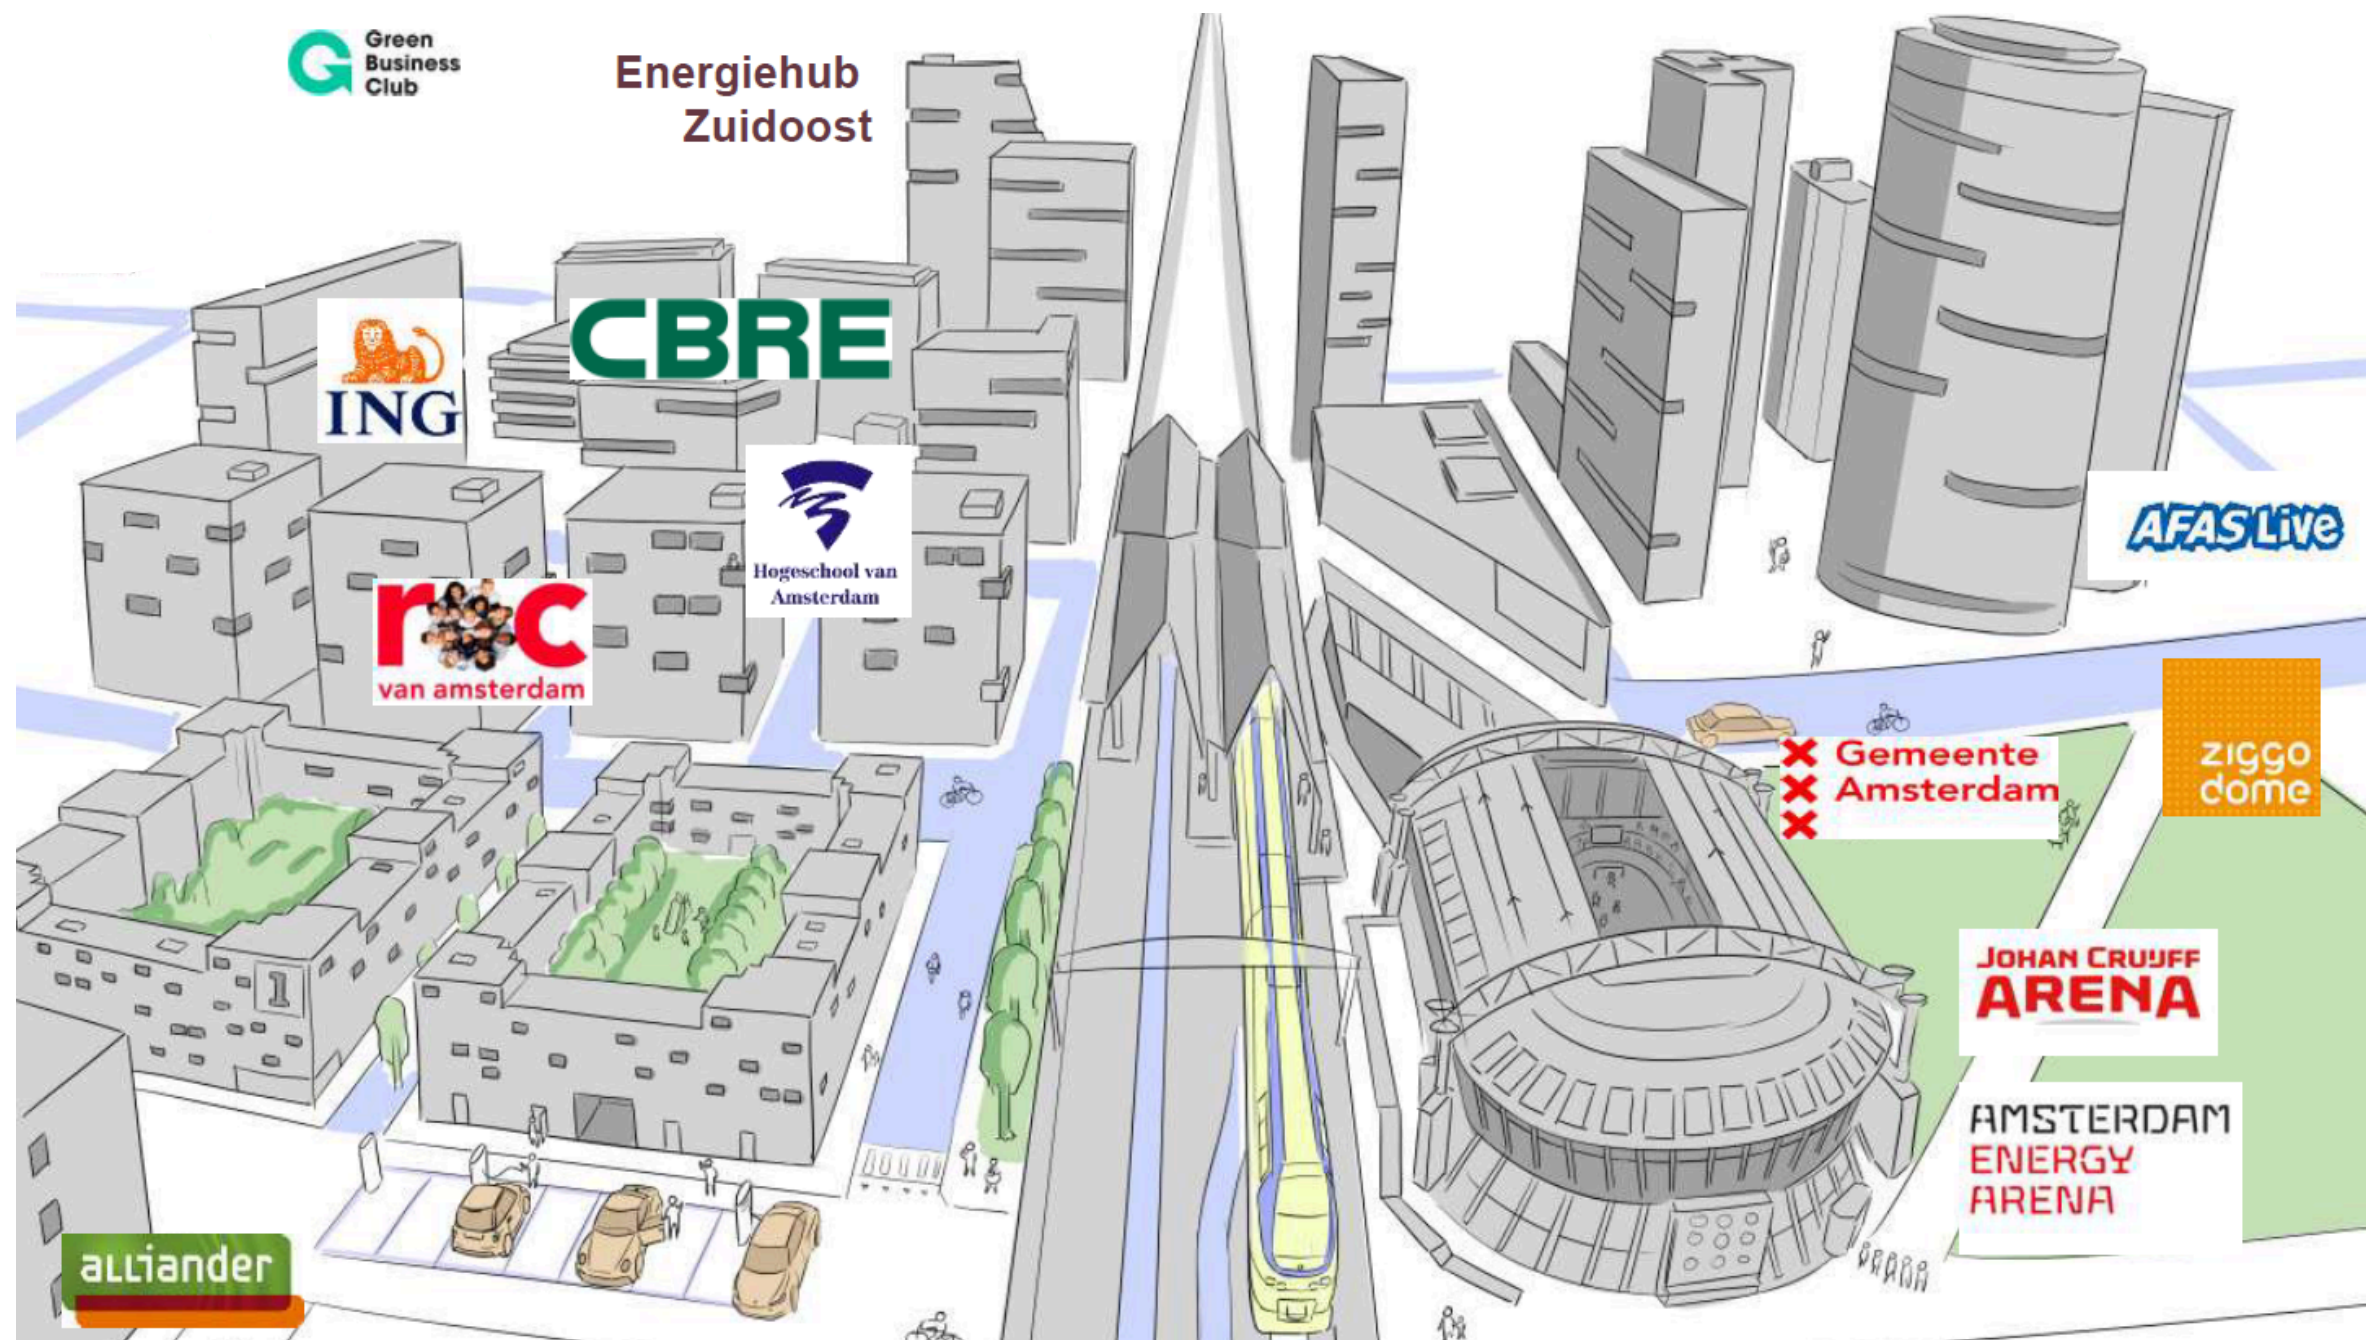 Green
Business
Club
Energiehub
Zuidoost
ING
CBRE
Hogeschool van
Amsterdam
roc
van amsterdam
AFAS Live
ziggo
dome
Gemeente
Amsterdam
JOHAN CRUIJFF
ARENA
AMSTERDAM
ENERGY
ARENA
1
alliander